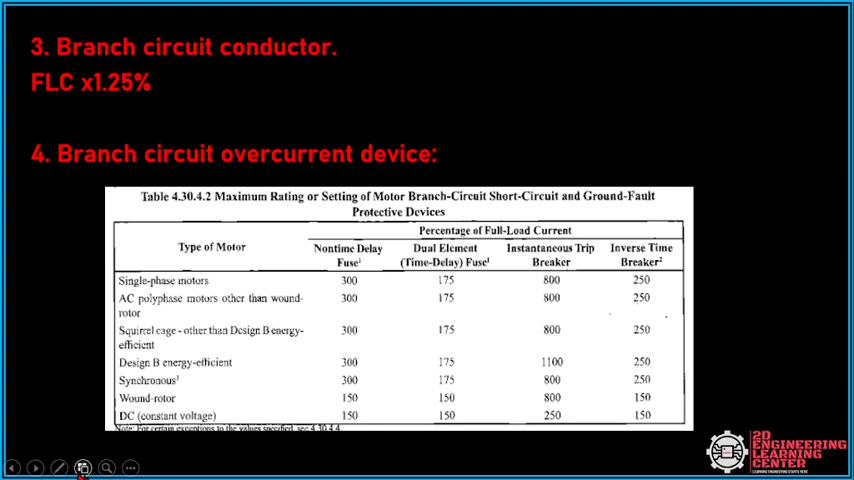 3. Branch circuit conductor.
FLC x1.25%
4. Branch circuit overcurrent device:
Table 4.30.4.2 Maximum Rating or Setting of Motor Branch-Circuit Short-Circuit and Ground-Fault
Protective Devices
Percentage of Full-Load Current
Type of Motor Nontime Delay Fuse¹ Dual Element (Time-Delay) Fuse¹ Instantaneous Trip Breaker Inverse Time Breaker²
Single-phase motors 300 175 800 250
AC polyphase motors other than wound-rotor 300 175 800 250
Squirrel cage - other than Design B energy-efficient 300 175 800 250
Design B energy-efficient 300 175 1100 250
Synchronous³ 300 175 800 250
Wound-rotor 150 150 800 150
DC (constant voltage) 150 150 250 150
Note: For certain exceptions to the values specified, see 4.30.4.4
2D
ENGINEERING
LEARNING
CENTER
LEARNING ENGINEERING STARTS HERE